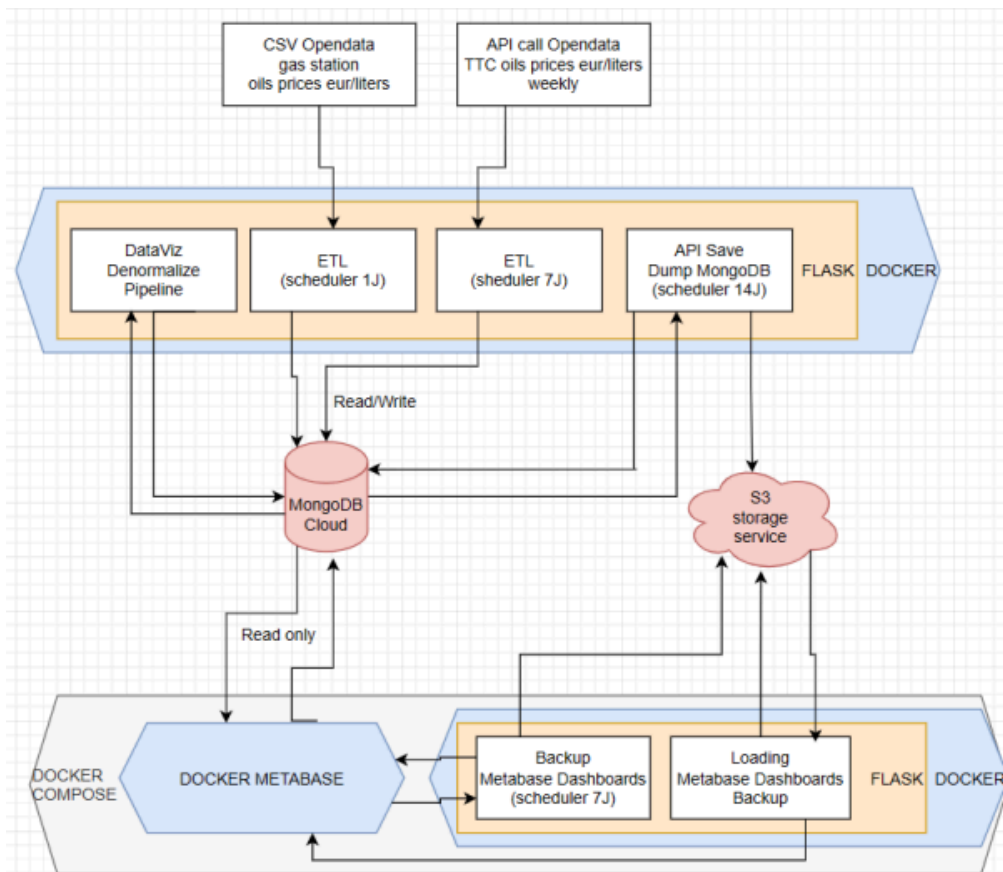 CSV Opendata
gas station
oils prices eur/liters
API call Opendata
TTC oils prices eur/liters
weekly
DataViz
Denormalize
Pipeline
ETL
(scheduler 1J)
ETL
(sheduler 7J)
API Save
Dump MongoDB
(scheduler 14J)
FLASK
DOCKER
Read/Write
MongoDB
Cloud
S3
storage
service
Read only
DOCKER
COMPOSE
DOCKER METABASE
Backup
Metabase Dashboards
(scheduler 7J)
Loading
Metabase Dashboards
Backup
FLASK
DOCKER